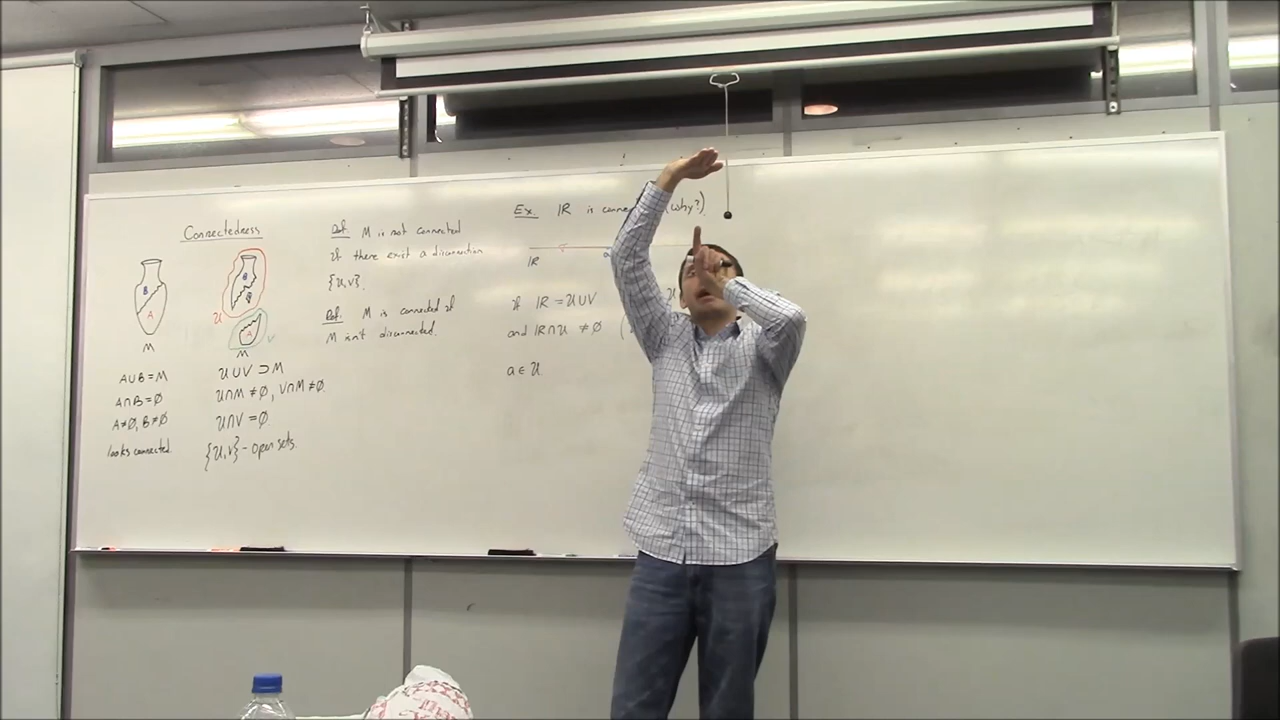 Connectedness
B
A
M
B
B
A
U
V
M
A∪B = M
A∩B = ∅
A≠∅, B≠∅
looks connected.
U∪V ⊃ M
U∩M ≠ ∅, V∩M ≠ ∅.
U∩V = ∅.
{U,V} - open sets.
Def. M is not connected
if there exist a disconnection
{U,V}.
Def. M is connected if
M isn't disconnected.
Ex. IR is (why?)
IR
a
if IR = U∪V
and IR∩U ≠ ∅ (
a ∈ U.